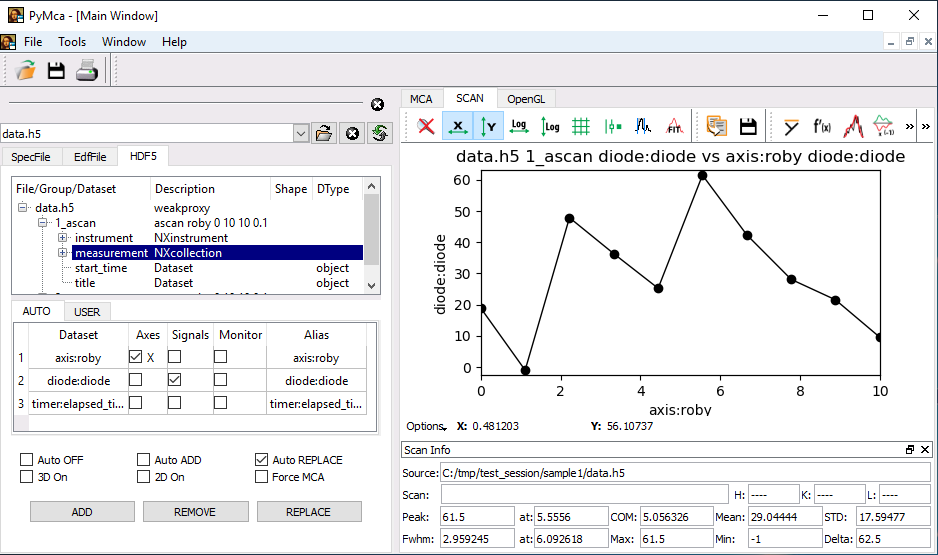 PyMca - [Main Window]
File Tools Window Help
data.h5
SpecFile EdfFile HDF5
File/Group/Dataset Description Shape DType
data.h5 weakproxy
1_ascan ascan roby 0 10 10 0.1
instrument NXinstrument
measurement NXcollection
start_time Dataset object
title Dataset object
AUTO USER
Dataset Axes Signals Monitor Alias
1 axis:roby X axis:roby
2 diode:diode diode:diode
3 timer:elapsed_ti... timer:elapsed_ti...
Auto OFF Auto ADD Auto REPLACE
3D On 2D On Force MCA
ADD REMOVE REPLACE
MCA SCAN OpenGL
X Y Log Log FIT Y f'(x) x (-1) » »
data.h5 1_ascan diode:diode vs axis:roby diode:diode
diode:diode
60
50
40
30
20
10
0
0 2 4 6 8 10
axis:roby
Options X: 0.481203 Y: 56.10737
Scan Info
Source: C:/tmp/test_session/sample1/data.h5
Scan: H: ---- K: ---- L: ----
Peak: 61.5 at: 5.5556 COM: 5.056326 Mean: 29.04444 STD: 17.59477
Fwhm: 2.959245 at: 6.092618 Max: 61.5 Min: -1 Delta: 62.5